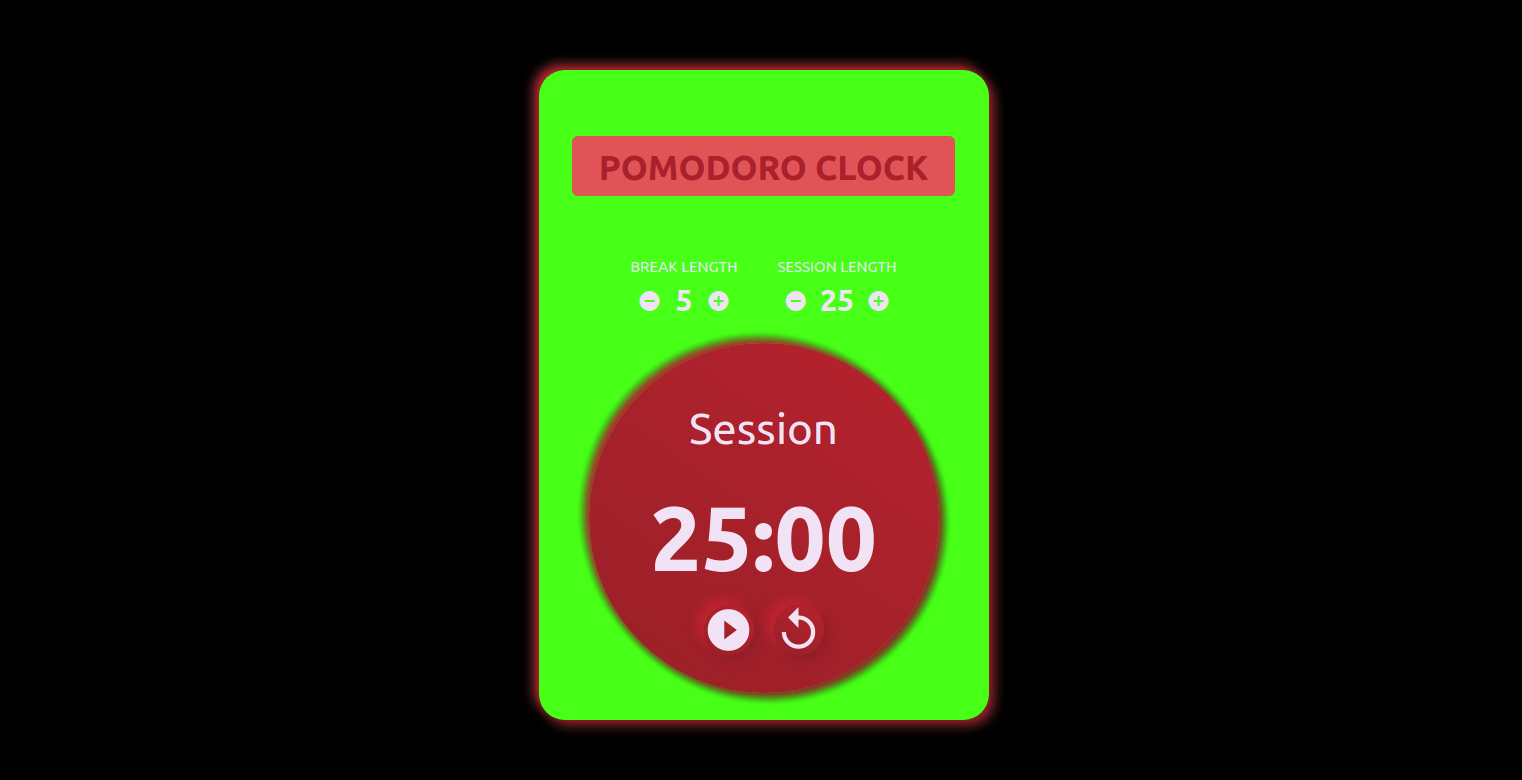 POMODORO CLOCK
BREAK LENGTH
5
SESSION LENGTH
25
Session
25:00